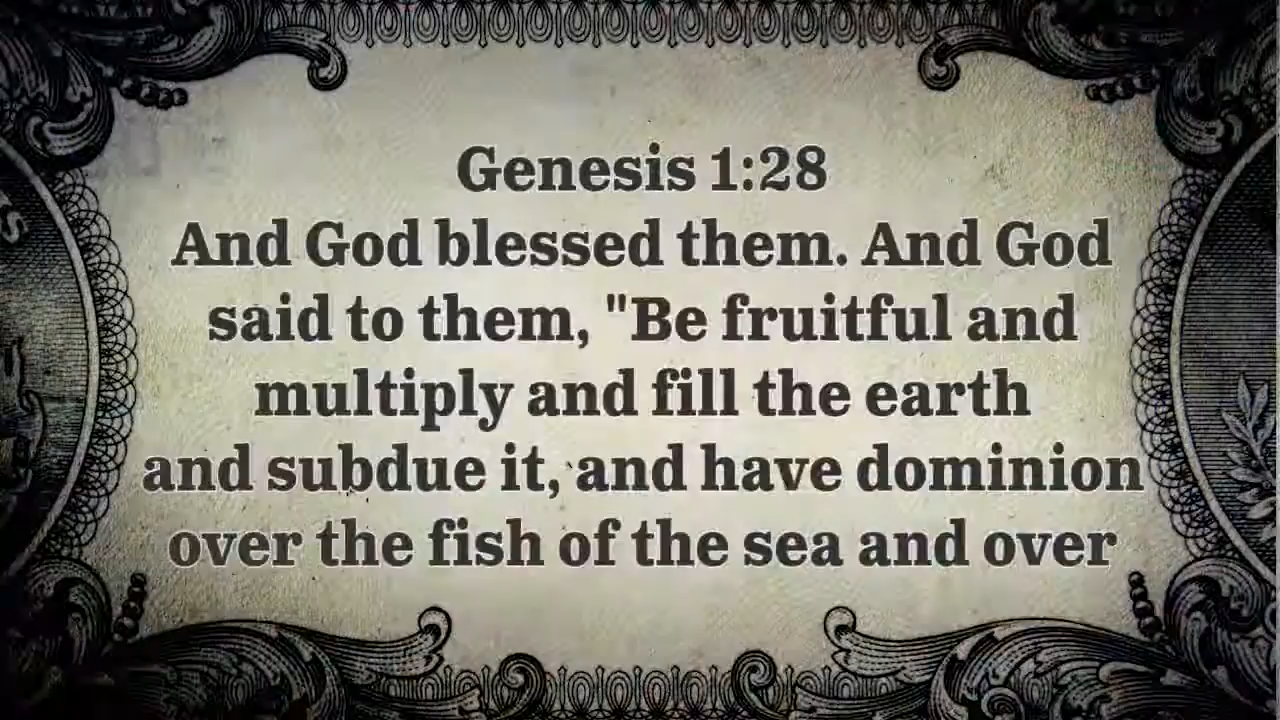 Genesis 1:28
And God blessed them. And God
said to them, "Be fruitful and
multiply and fill the earth
and subdue it, and have dominion
over the fish of the sea and over